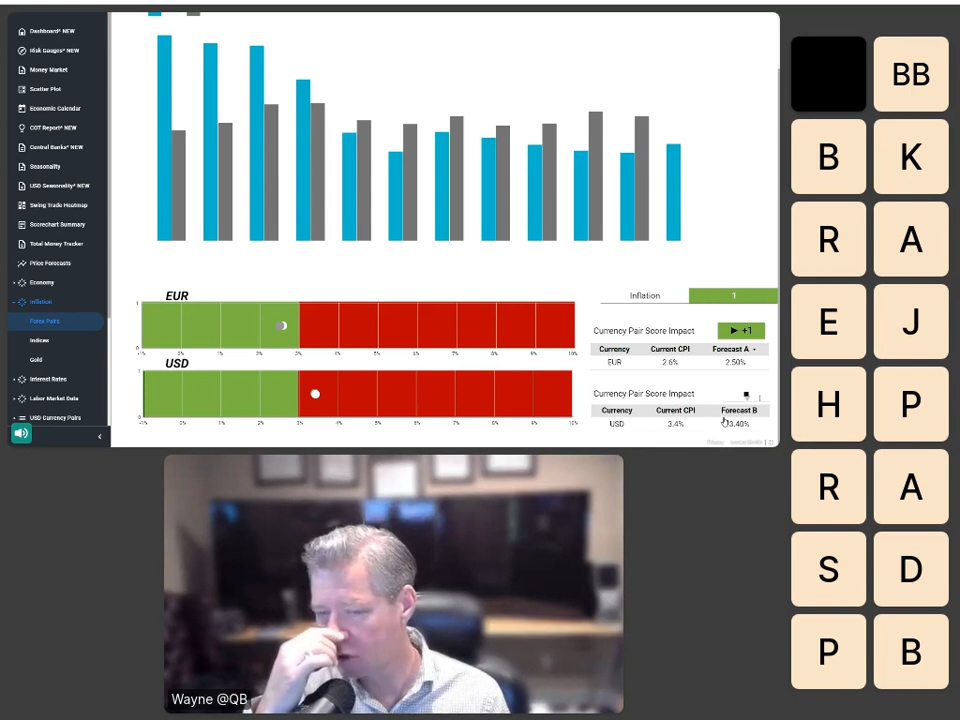 Dashboard* NEW
Risk Gauges* NEW
Money Market
Scatter Plot
Economic Calendar
COT Report* NEW
Central Banks* NEW
Seasonality
USD Seasonality* NEW
Swing Trade Heatmap
Scorechart Summary
Total Money Tracker
Price Forecasts
Economy
Inflation
Forex Pairs
Indices
Gold
Interest Rates
Labor Market Data
USD Currency Pairs
EUR
USD
Inflation 1
Currency Pair Score Impact +1
Currency Current CPI Forecast A
EUR 2.6% 2.50%
Currency Pair Score Impact
Currency Current CPI Forecast B
USD 3.4% 3.40%
Wayne @QB
BB
B K
R A
E J
H P
R A
S D
P B